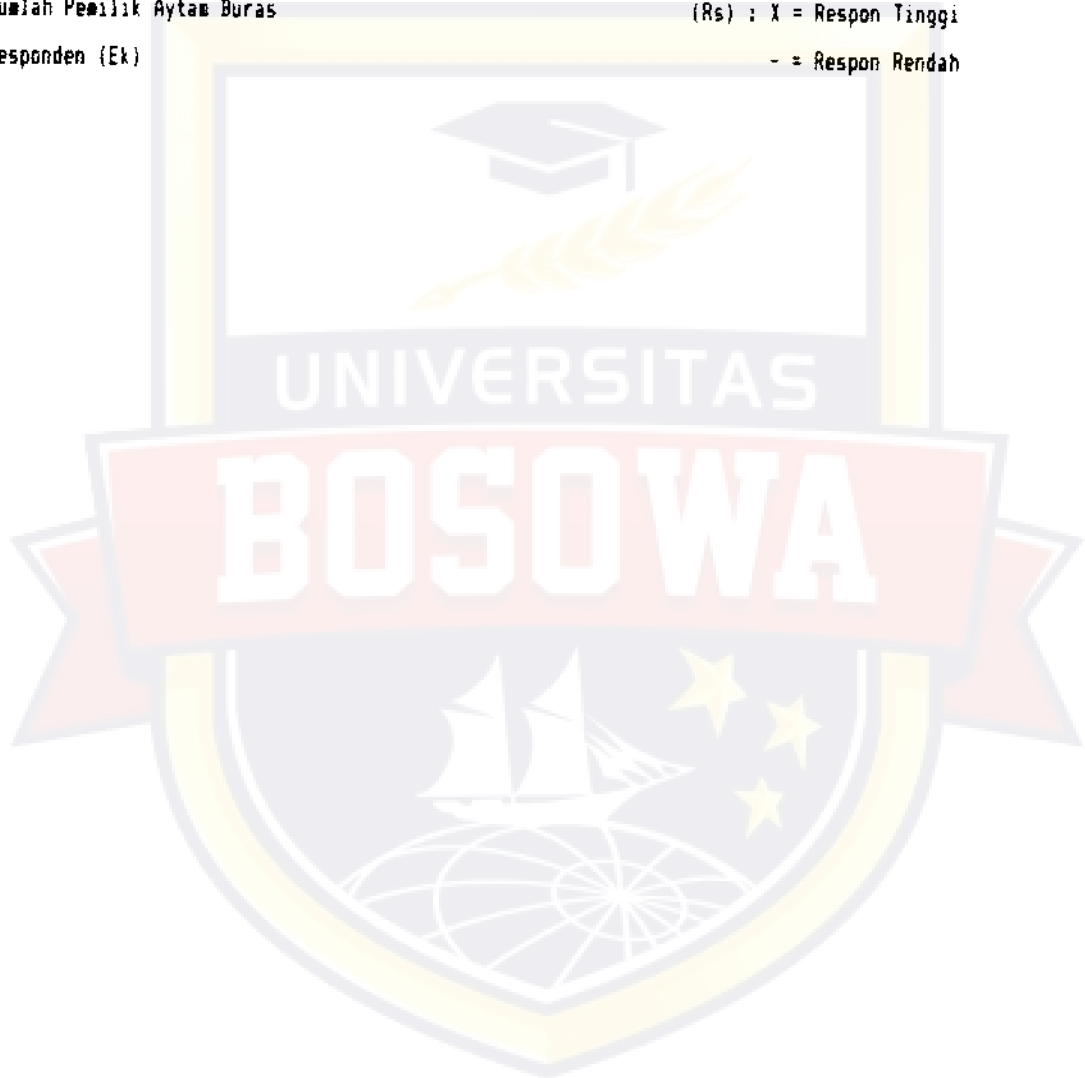 umlah Pemilik Aytam Buras
(Rs) : X = Respon Tinggi
esponden (Ek)
- = Respon Rendah
UNIVERSITAS
BOSOWA